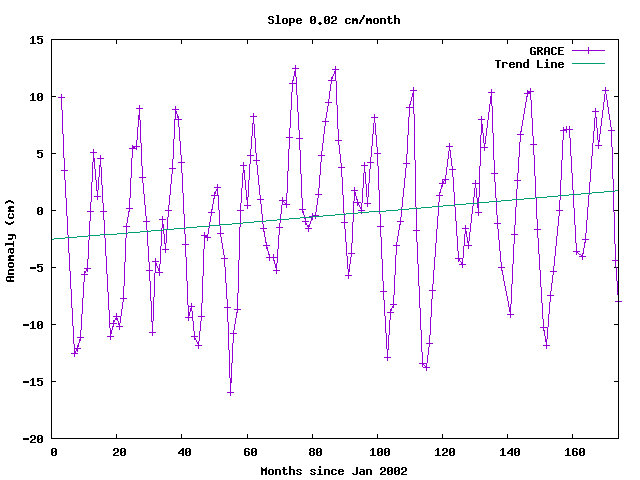 Slope 0.02 cm/month
GRACE
Trend Line
15
10
5
0
-5
-10
-15
-20
Anomaly (cm)
0 20 40 60 80 100 120 140 160
Months since Jan 2002